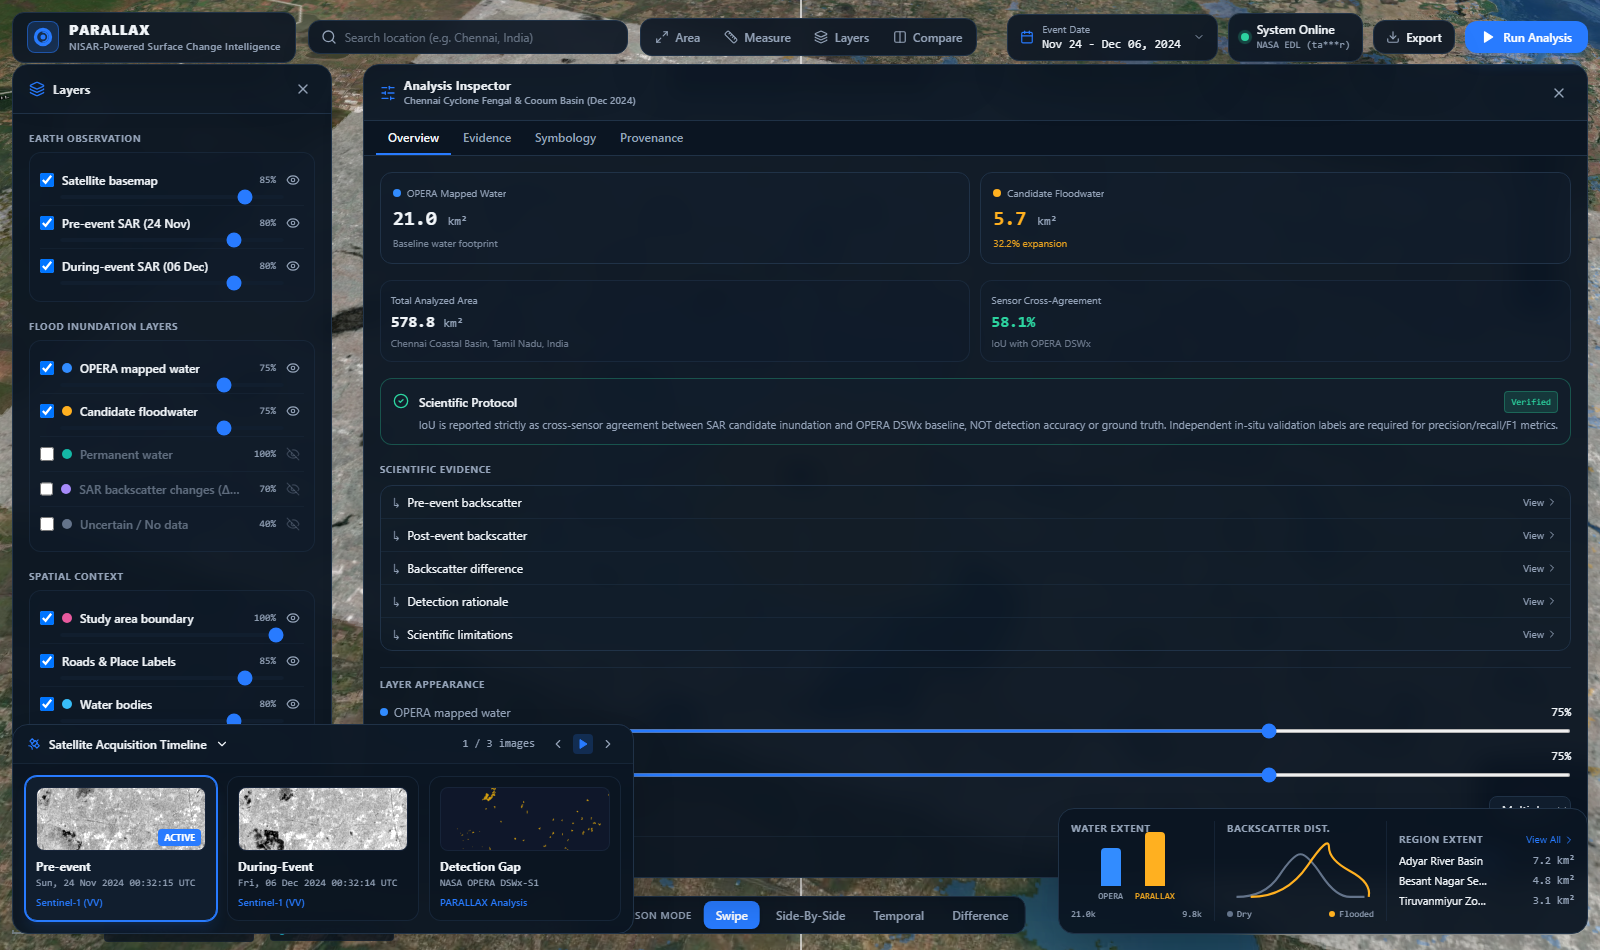 PARALLAX
NISAR-Powered Surface Change Intelligence
Search location (e.g. Chennai, India)
Area
Measure
Layers
Compare
Event Date
Nov 24 - Dec 06, 2024
System Online
NASA EDL (ta***r)
Export
Run Analysis
Layers
EARTH OBSERVATION
Satellite basemap 85%
Pre-event SAR (24 Nov) 80%
During-event SAR (06 Dec) 80%
FLOOD INUNDATION LAYERS
OPERA mapped water 75%
Candidate floodwater 75%
Permanent water 100%
SAR backscatter changes (Δ... 70%
Uncertain / No data 40%
SPATIAL CONTEXT
Study area boundary 100%
Roads & Place Labels 85%
Water bodies 80%
Analysis Inspector
Chennai Cyclone Fengal & Cooum Basin (Dec 2024)
Overview
Evidence
Symbology
Provenance
OPERA Mapped Water
21.0 km²
Baseline water footprint
Candidate Floodwater
5.7 km²
32.2% expansion
Total Analyzed Area
578.8 km²
Chennai Coastal Basin, Tamil Nadu, India
Sensor Cross-Agreement
58.1%
IoU with OPERA DSWx
Scientific Protocol
Verified
IoU is reported strictly as cross-sensor agreement between SAR candidate inundation and OPERA DSWx baseline, NOT detection accuracy or ground truth. Independent in-situ validation labels are required for precision/recall/F1 metrics.
SCIENTIFIC EVIDENCE
↳ Pre-event backscatter View >
↳ Post-event backscatter View >
↳ Backscatter difference View >
↳ Detection rationale View >
↳ Scientific limitations View >
LAYER APPEARANCE
OPERA mapped water 75%
75%
Satellite Acquisition Timeline
1 / 3 images
ACTIVE
Pre-event
Sun, 24 Nov 2024 00:32:15 UTC
Sentinel-1 (VV)
During-Event
Fri, 06 Dec 2024 00:32:14 UTC
Sentinel-1 (VV)
Detection Gap
NASA OPERA DSWx-S1
PARALLAX Analysis
SON MODE
Swipe
Side-By-Side
Temporal
Difference
WATER EXTENT
OPERA PARALLAX
21.0k 9.8k
BACKSCATTER DIST.
Dry Flooded
REGION EXTENT View All >
Adyar River Basin 7.2 km²
Besant Nagar Se... 4.8 km²
Tiruvanmiyur Zo... 3.1 km²